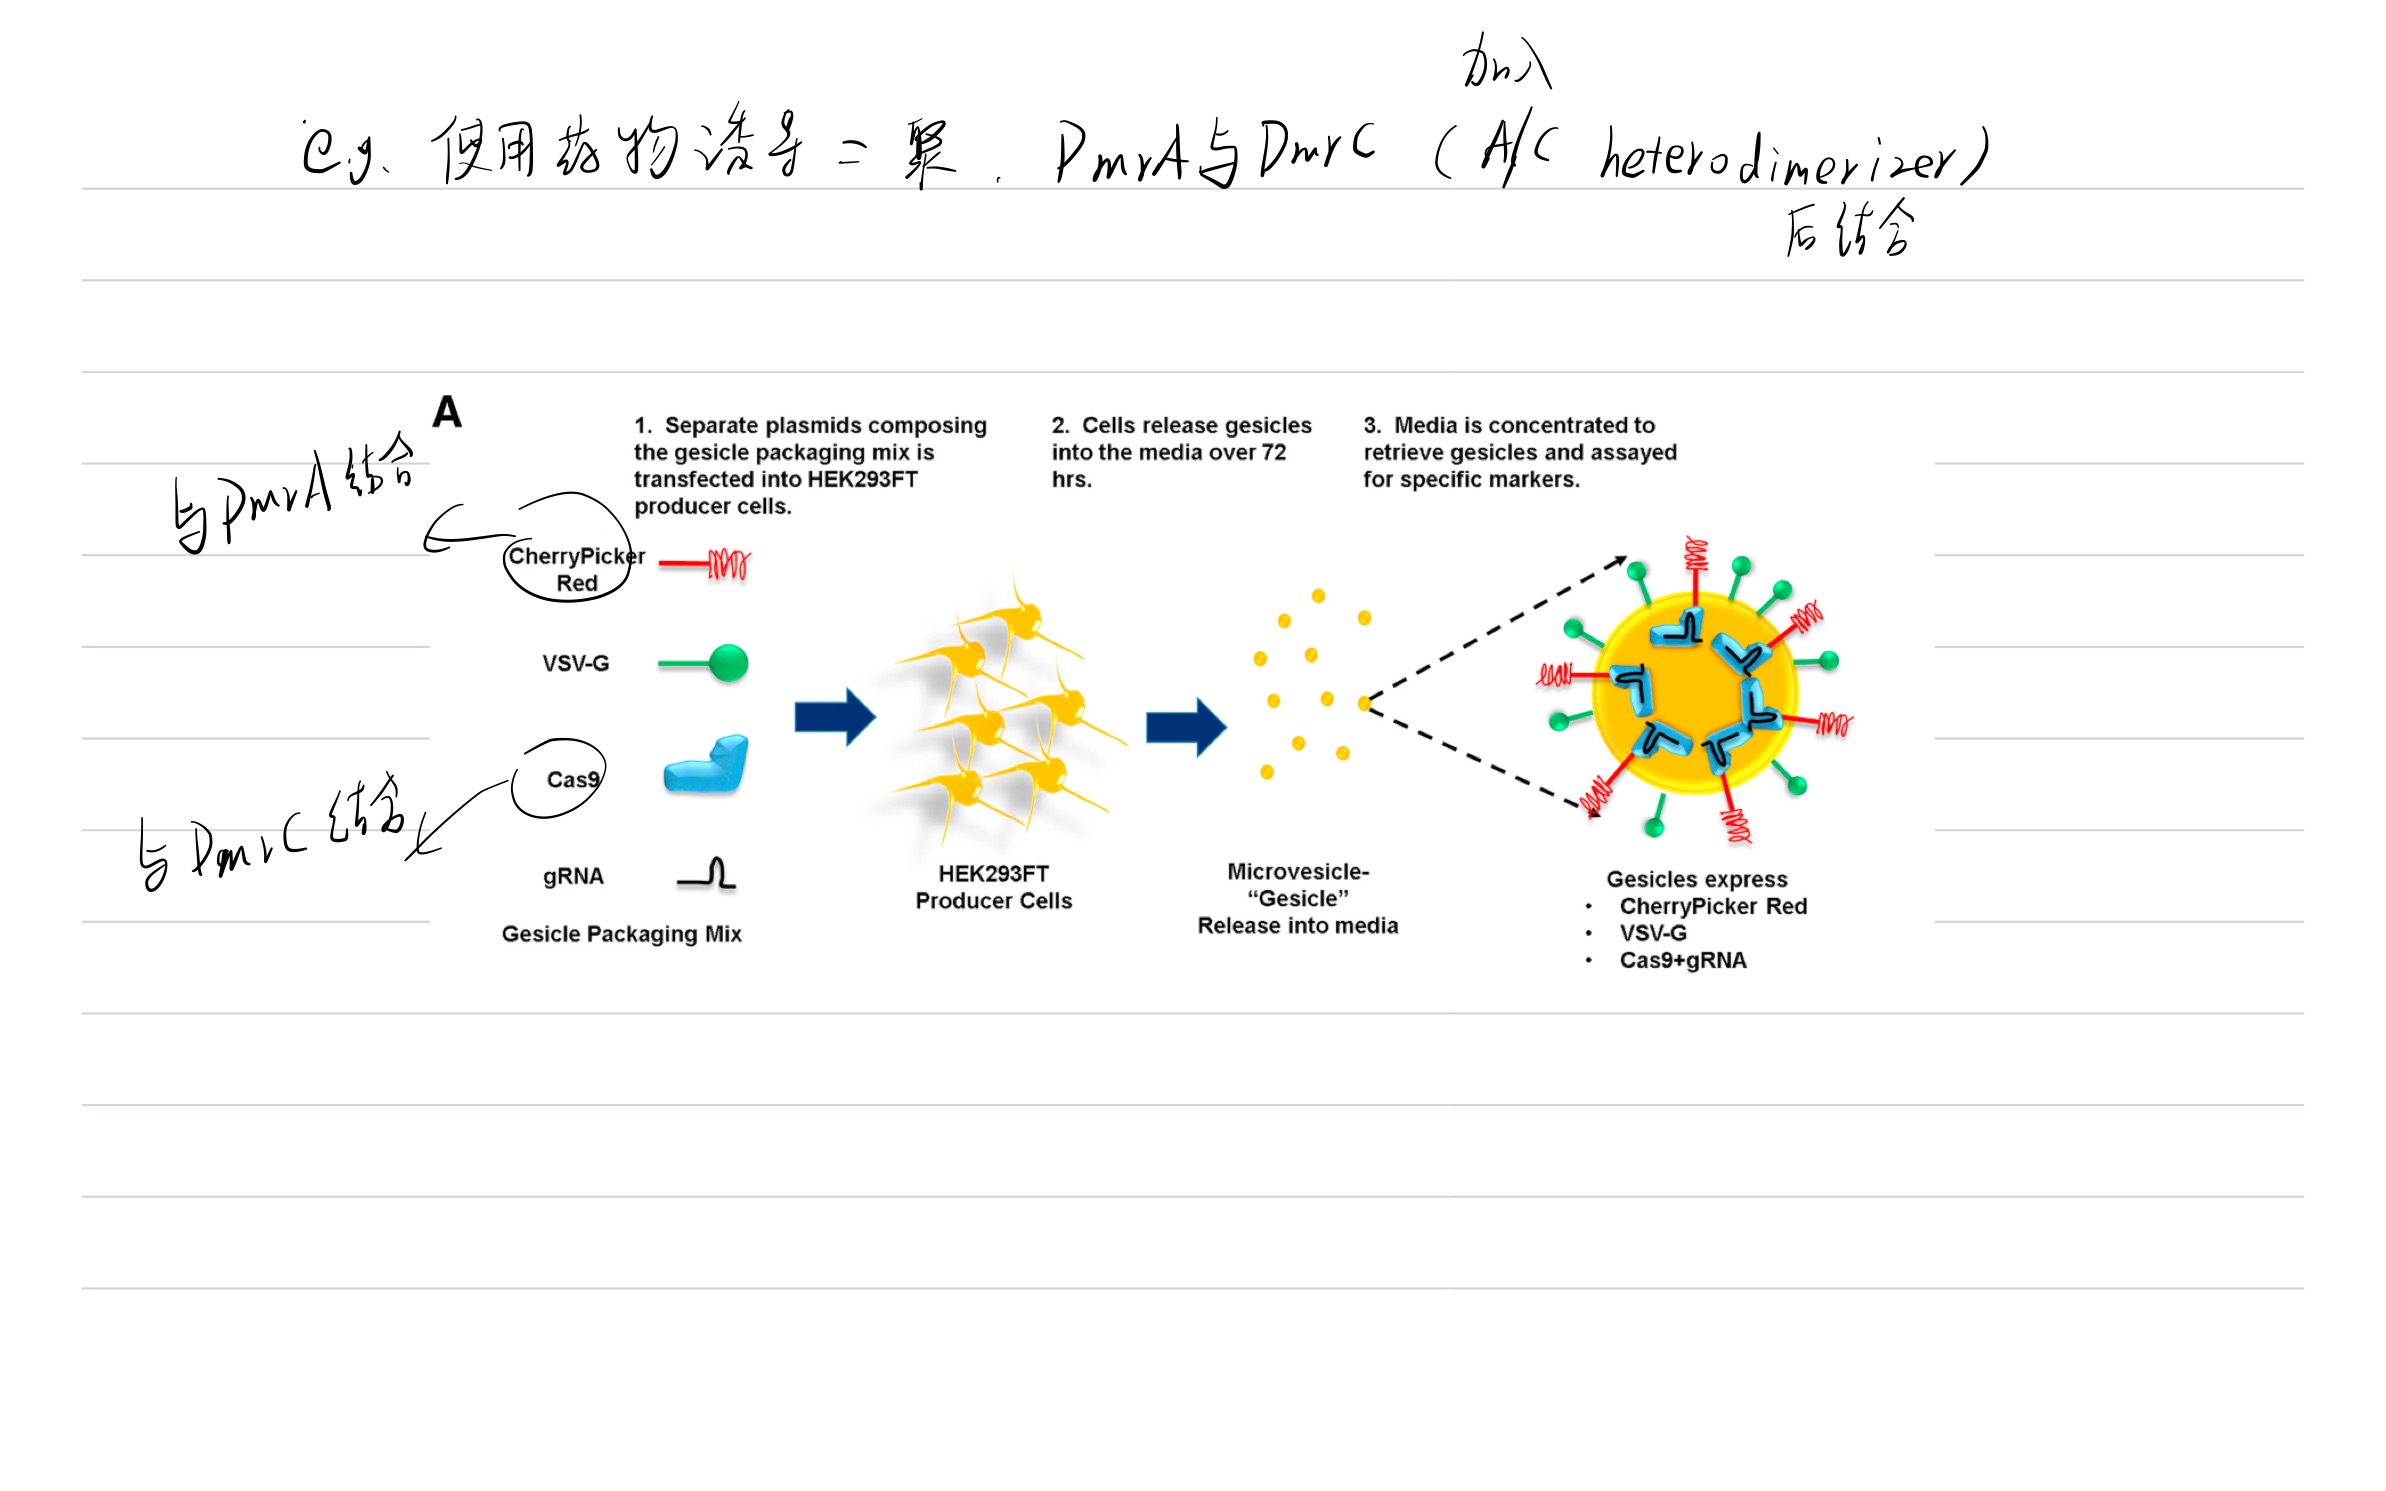 加入
e.g. 使用药物诱导二聚. DmrA与DmrC (A/C heterodimerizer)
后结合
A
1. Separate plasmids composing
the gesicle packaging mix is
transfected into HEK293FT
producer cells.
2. Cells release gesicles
into the media over 72
hrs.
3. Media is concentrated to
retrieve gesicles and assayed
for specific markers.
与DmrA结合
CherryPicker
Red
VSV-G
Cas9
与DmrC结合
gRNA
Gesicle Packaging Mix
HEK293FT
Producer Cells
Microvesicle-
“Gesicle”
Release into media
Gesicles express
• CherryPicker Red
• VSV-G
• Cas9+gRNA